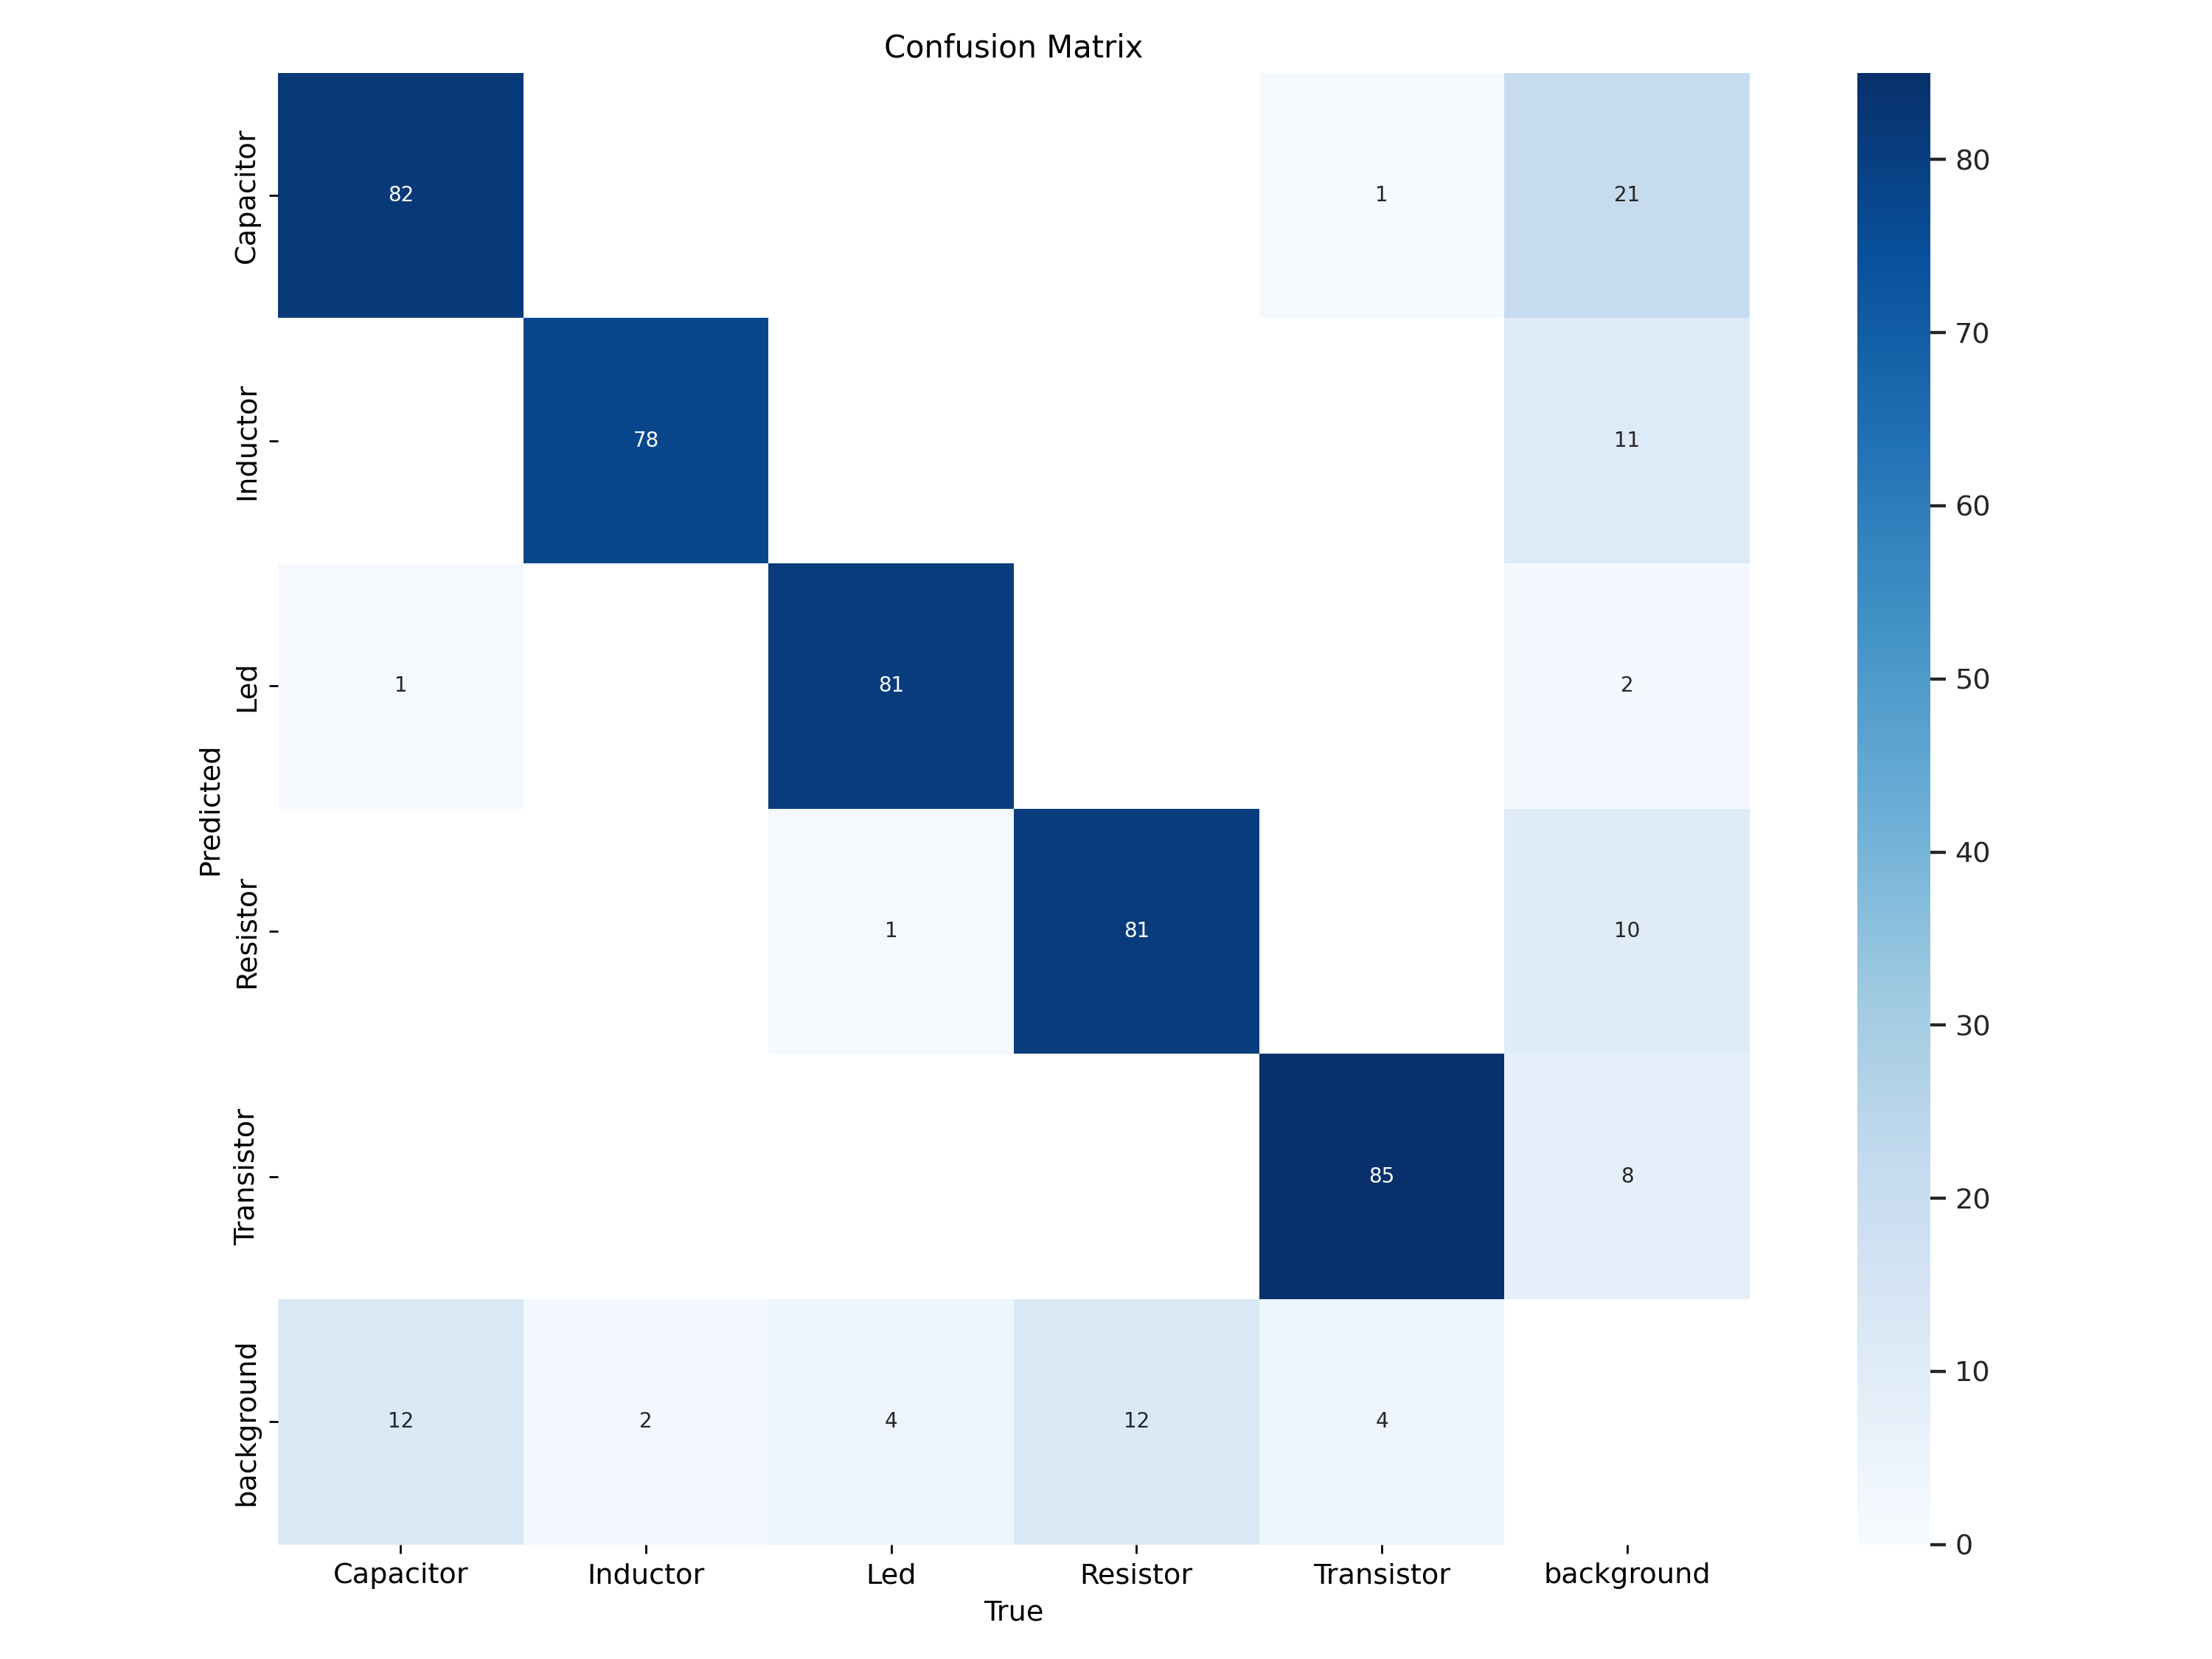 Confusion Matrix
Capacitor
82
1
21
80
70
Inductor
78
11
60
50
Led
1
81
2
Predicted
40
Resistor
1
81
10
30
Transistor
85
8
20
10
background
12
2
4
12
4
0
Capacitor
Inductor
Led
Resistor
Transistor
background
True